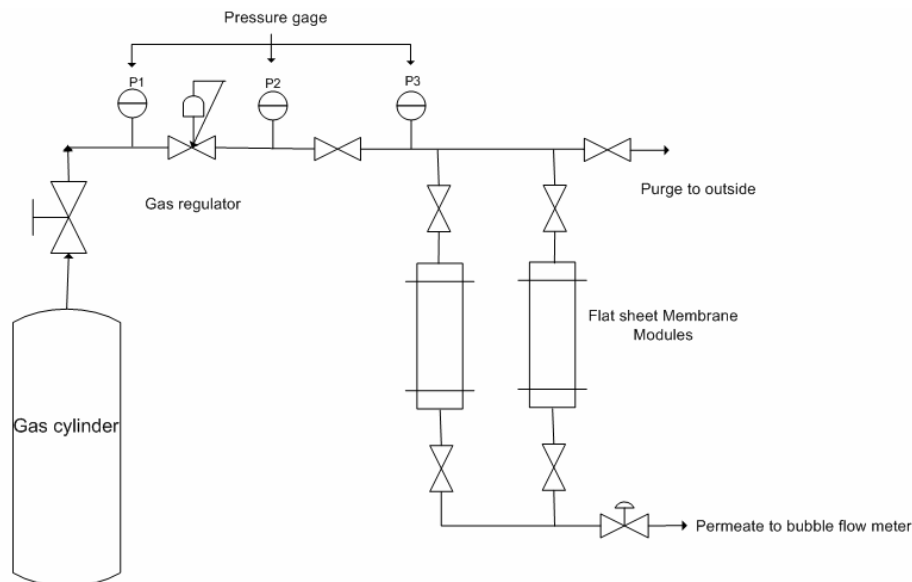 Pressure gage
P1
P2
P3
Gas regulator
Purge to outside
Flat sheet Membrane
Modules
Gas cylinder
Permeate to bubble flow meter